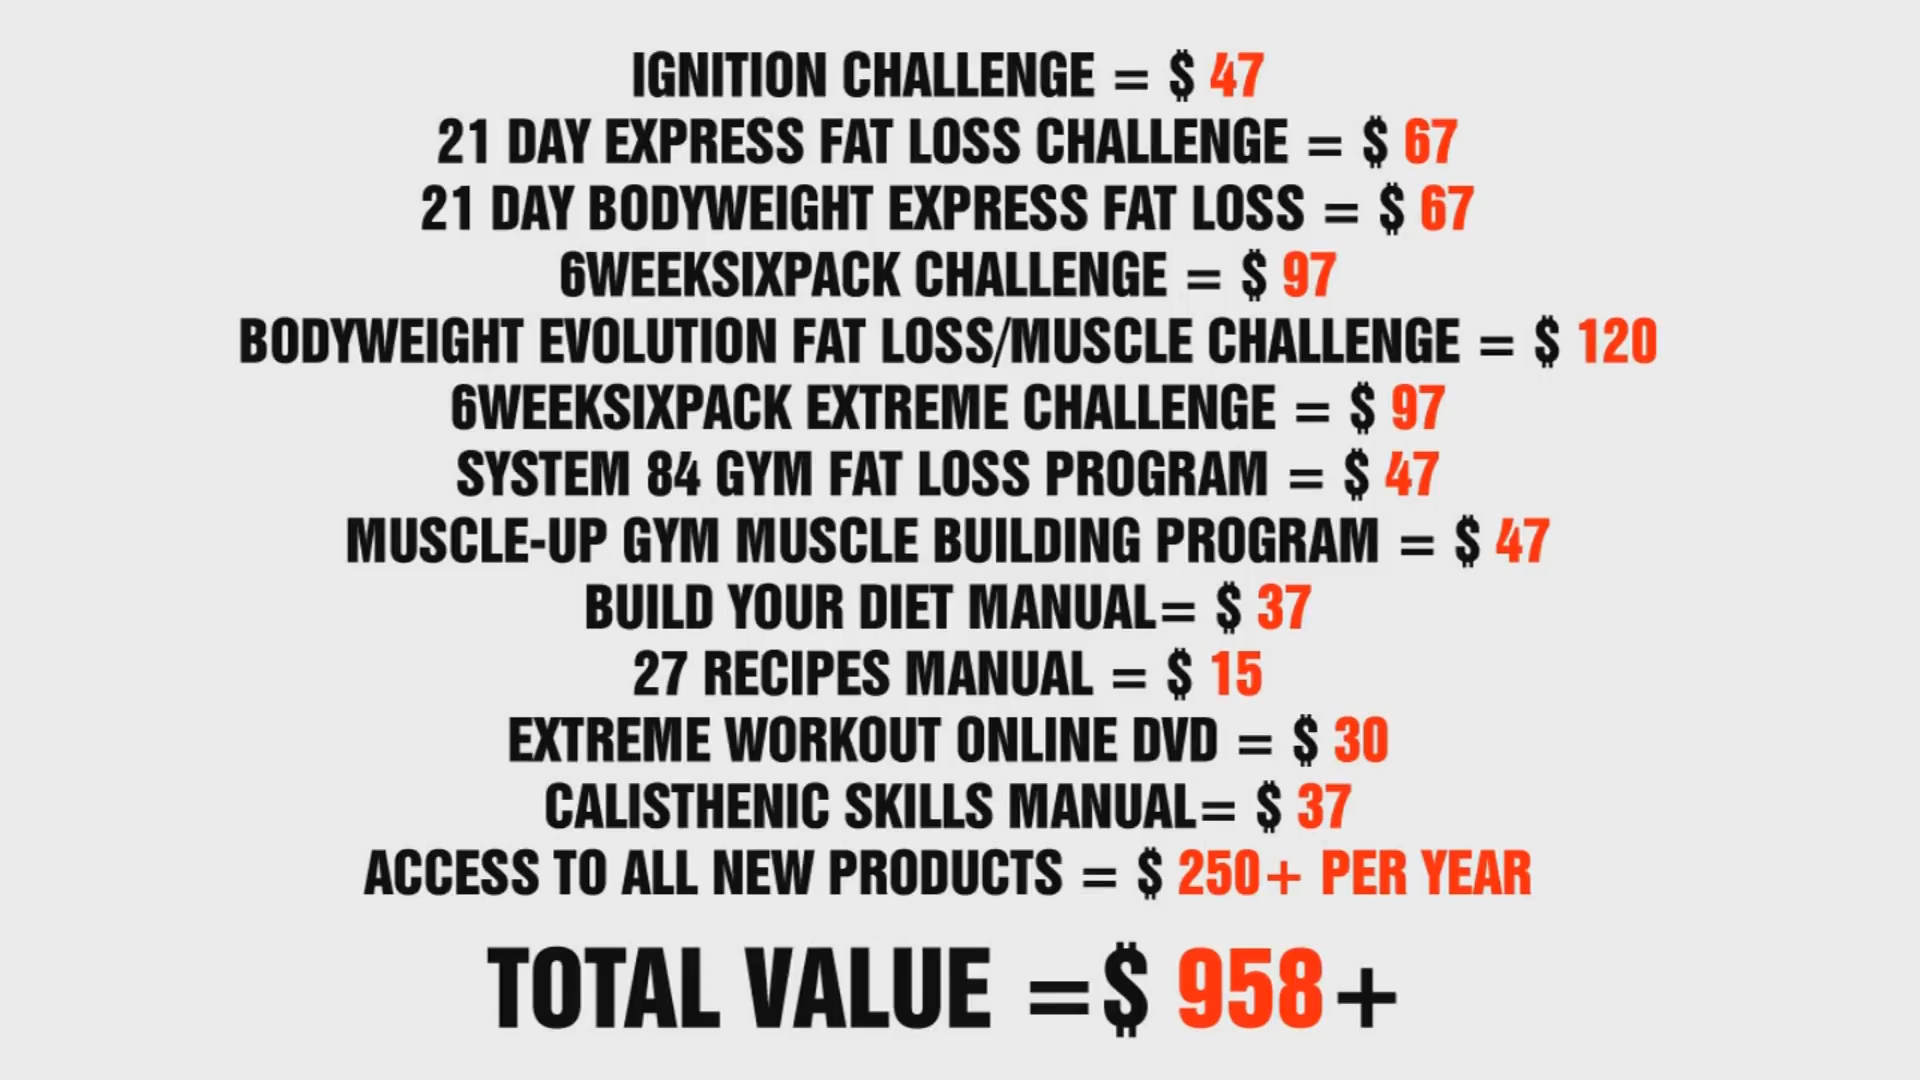 IGNITION CHALLENGE = $ 47
21 DAY EXPRESS FAT LOSS CHALLENGE = $ 67
21 DAY BODYWEIGHT EXPRESS FAT LOSS = $ 67
6WEEKSIXPACK CHALLENGE = $ 97
BODYWEIGHT EVOLUTION FAT LOSS/MUSCLE CHALLENGE = $ 120
6WEEKSIXPACK EXTREME CHALLENGE = $ 97
SYSTEM 84 GYM FAT LOSS PROGRAM = $ 47
MUSCLE-UP GYM MUSCLE BUILDING PROGRAM = $ 47
BUILD YOUR DIET MANUAL= $ 37
27 RECIPES MANUAL = $ 15
EXTREME WORKOUT ONLINE DVD = $ 30
CALISTHENIC SKILLS MANUAL= $ 37
ACCESS TO ALL NEW PRODUCTS = $ 250+ PER YEAR
TOTAL VALUE =$ 958+